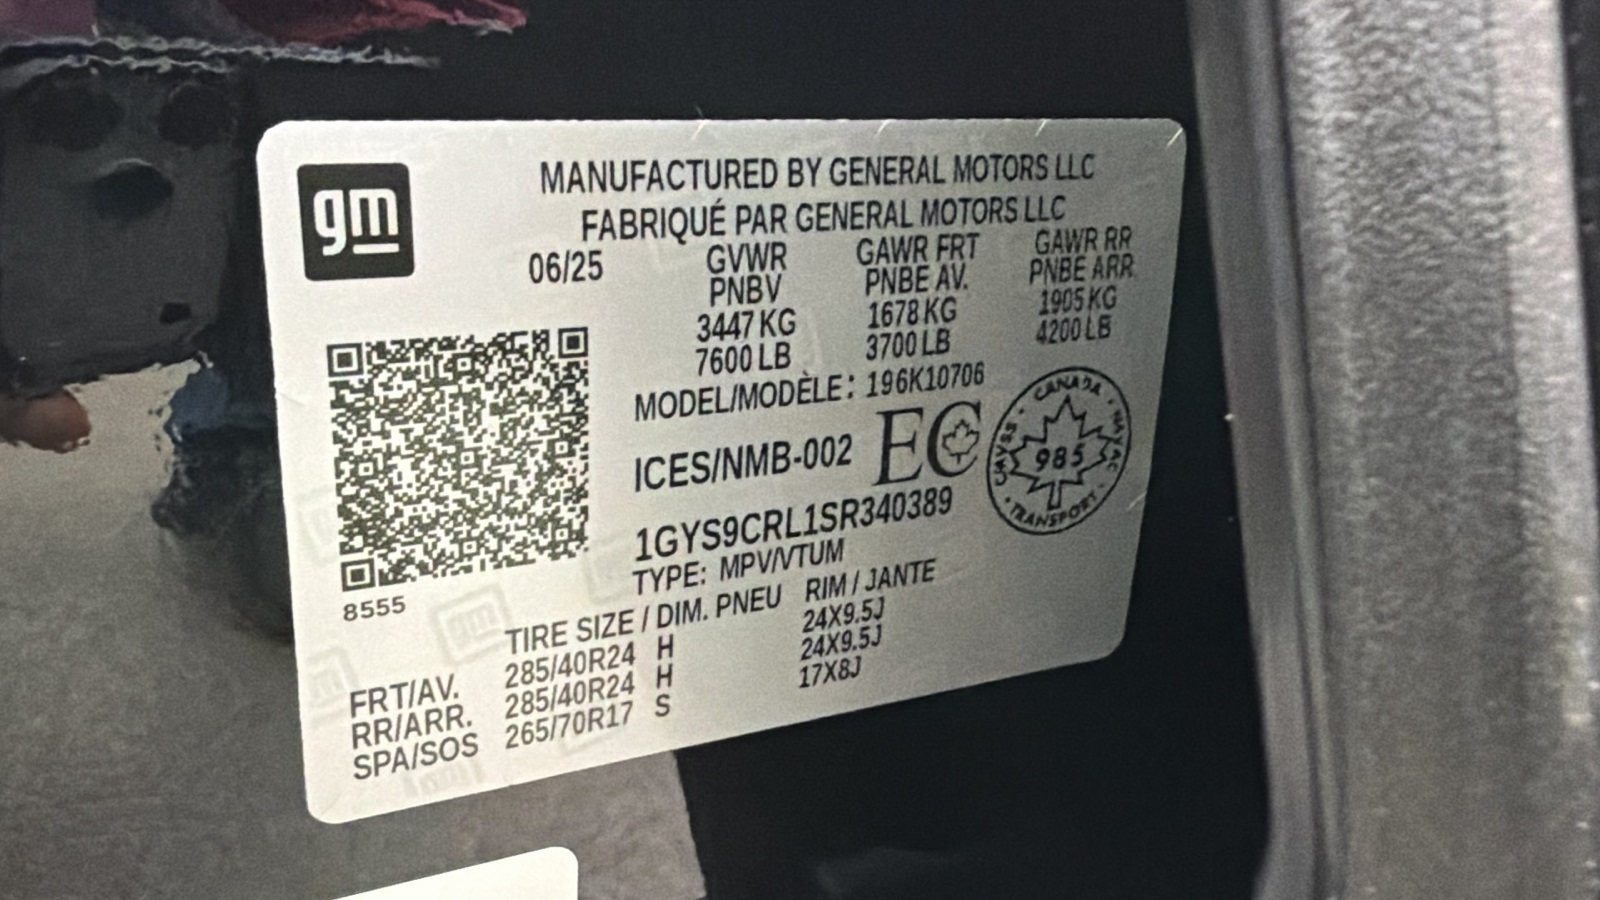 gm
MANUFACTURED BY GENERAL MOTORS LLC
FABRIQUÉ PAR GENERAL MOTORS LLC
06/25 GVWR GAWR FRT GAWR RR
PNBV PNBE AV. PNBE ARR
3447 KG 1678 KG 1905 KG
7600 LB 3700 LB 4200 LB
MODEL/MODÈLE: 196K10706
ICES/NMB-002 EC
CANADA
985
TRANSPORT
1GYS9CRL1SR340389
TYPE: MPV/VTUM
8555
TIRE SIZE / DIM. PNEU RIM / JANTE
FRT/AV. 285/40R24 H 24X9.5J
RR/ARR. 285/40R24 H 24X9.5J
SPA/SOS 265/70R17 S 17X8J